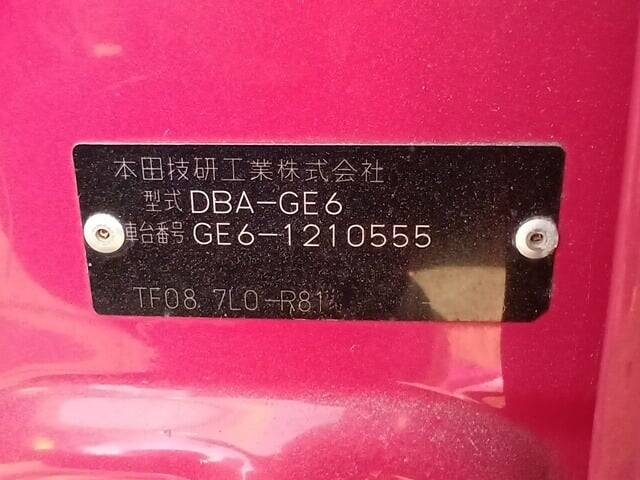 本田技研工業株式会社
型式 DBA-GE6
車台番号 GE6-1210555
TF08 7L0-R81